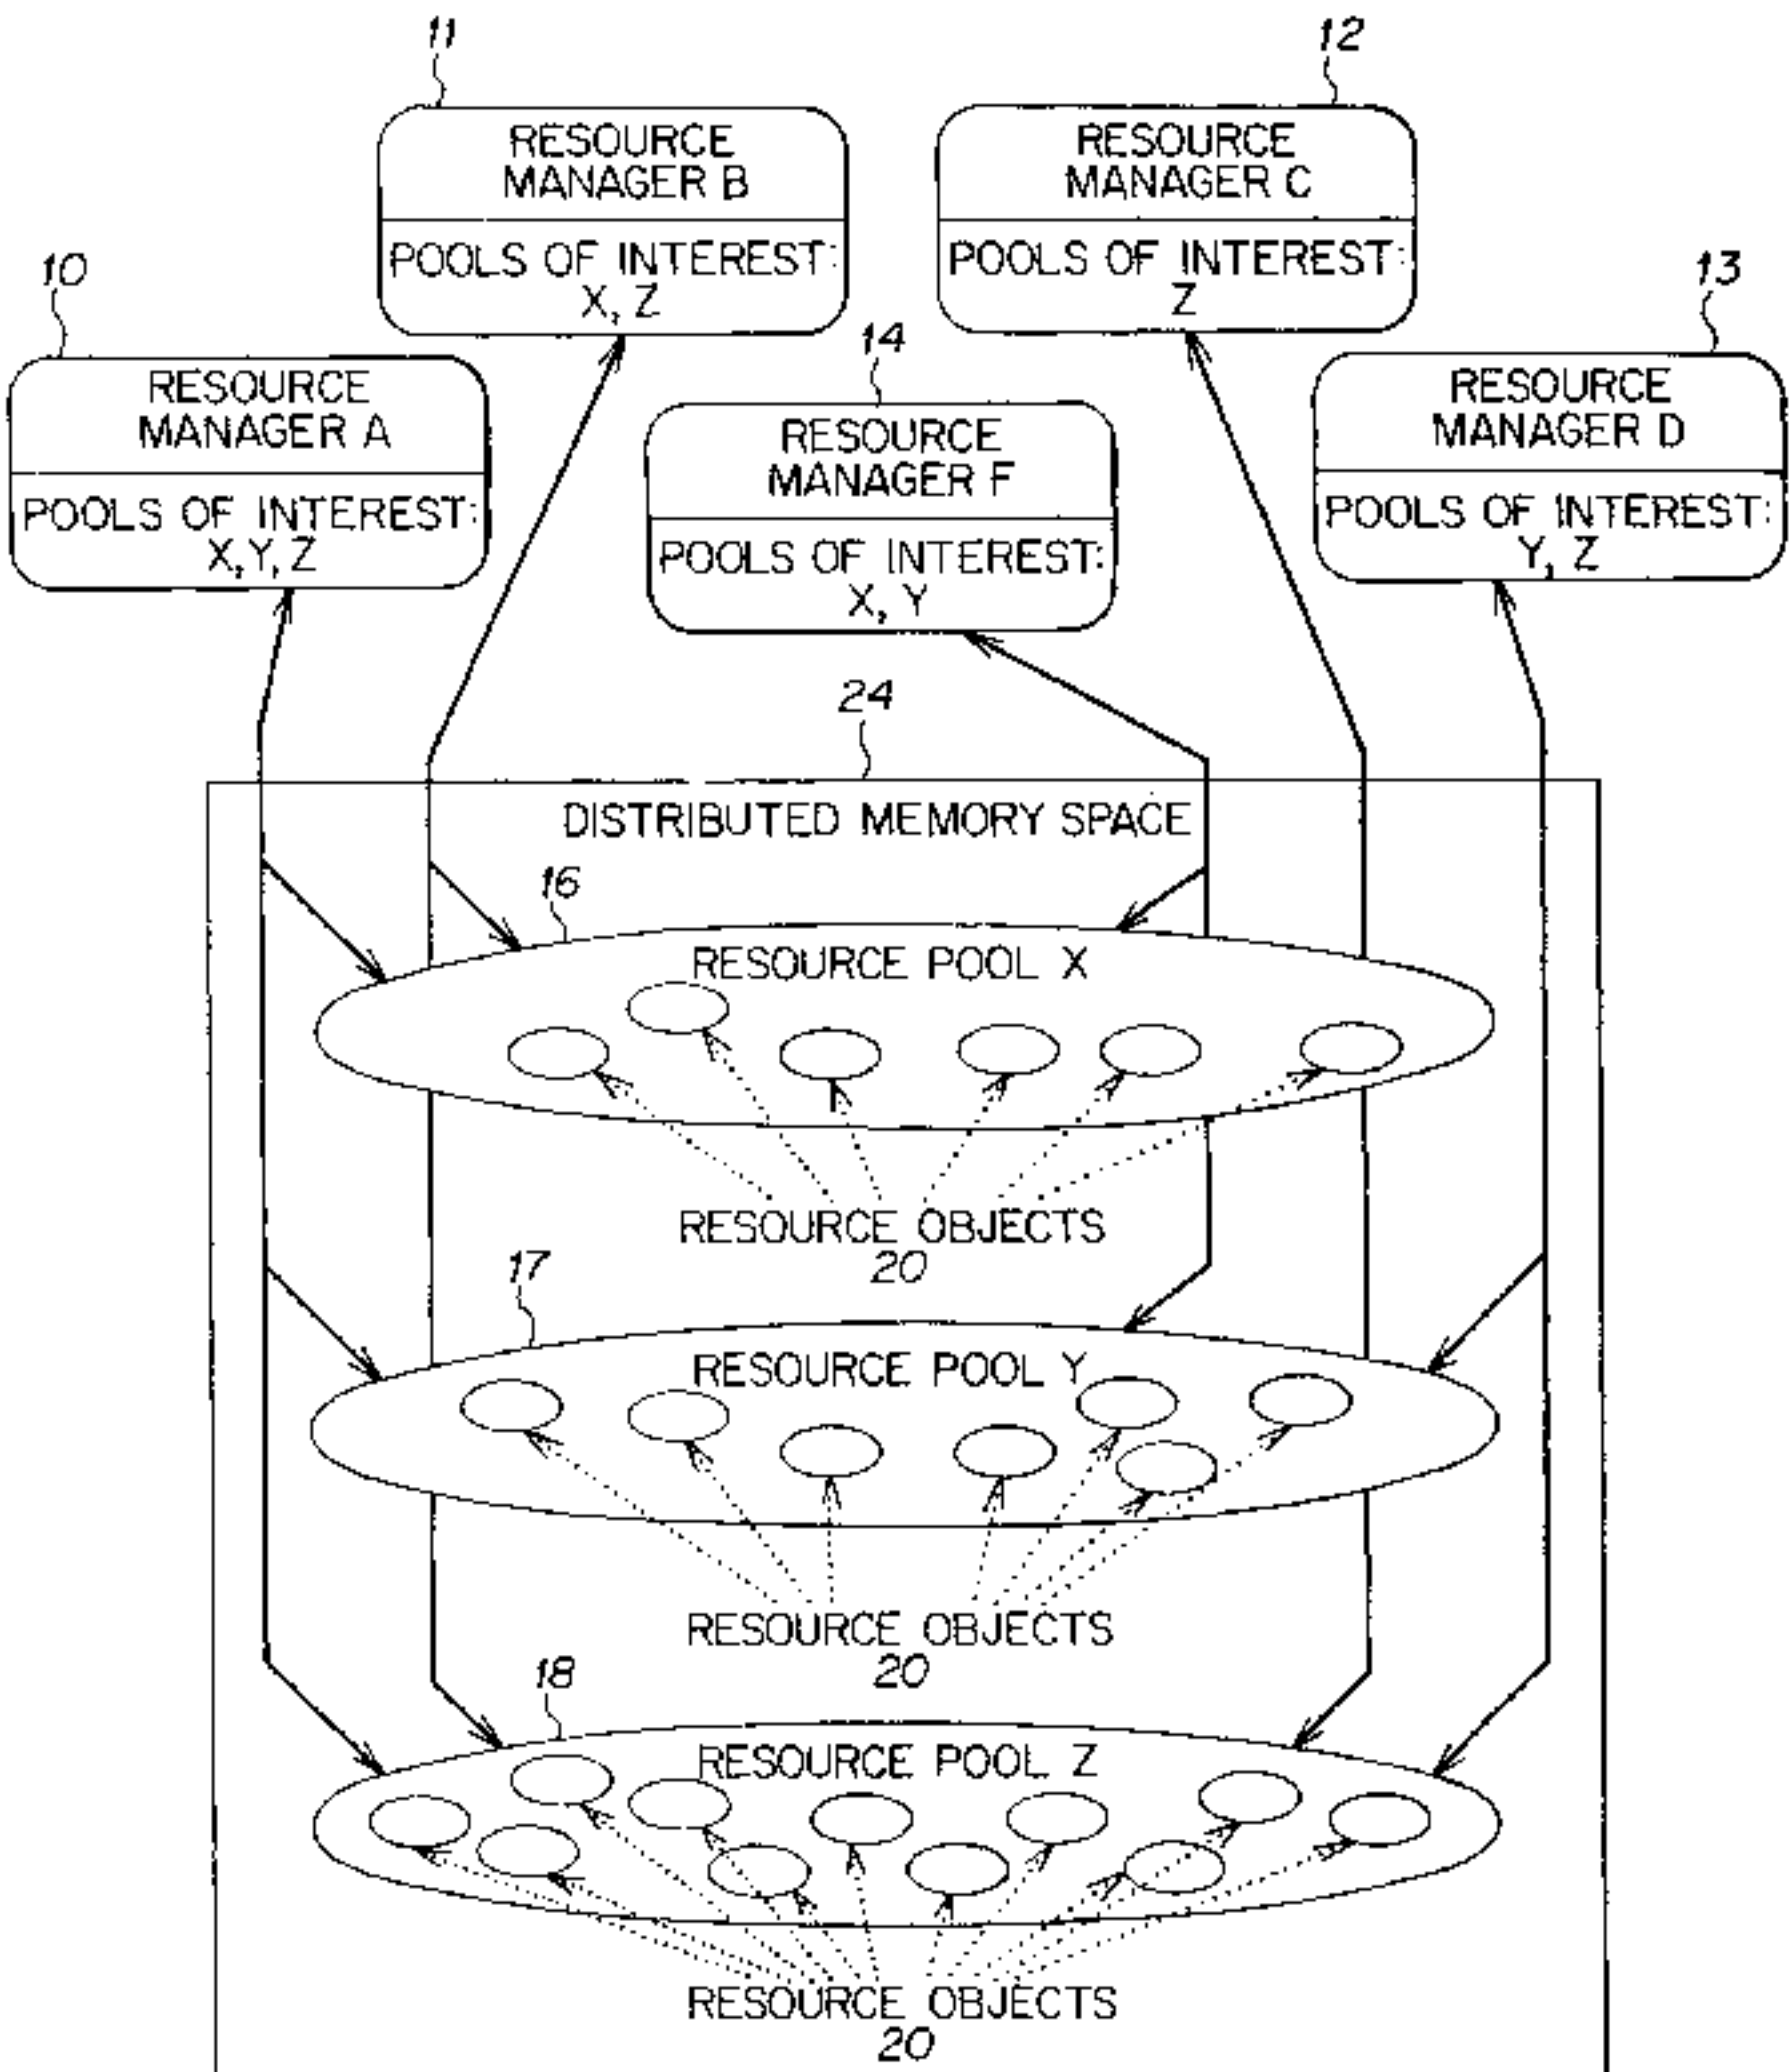 11
12
RESOURCE
MANAGER B
POOLS OF INTEREST:
X, Z
RESOURCE
MANAGER C
POOLS OF INTEREST:
Z
10
RESOURCE
MANAGER A
POOLS OF INTEREST:
X, Y, Z
14
RESOURCE
MANAGER F
POOLS OF INTEREST:
X, Y
13
RESOURCE
MANAGER D
POOLS OF INTEREST:
Y, Z
24
DISTRIBUTED MEMORY SPACE
16
RESOURCE POOL X
RESOURCE OBJECTS
20
17
RESOURCE POOL Y
RESOURCE OBJECTS
20
18
RESOURCE POOL Z
RESOURCE OBJECTS
20